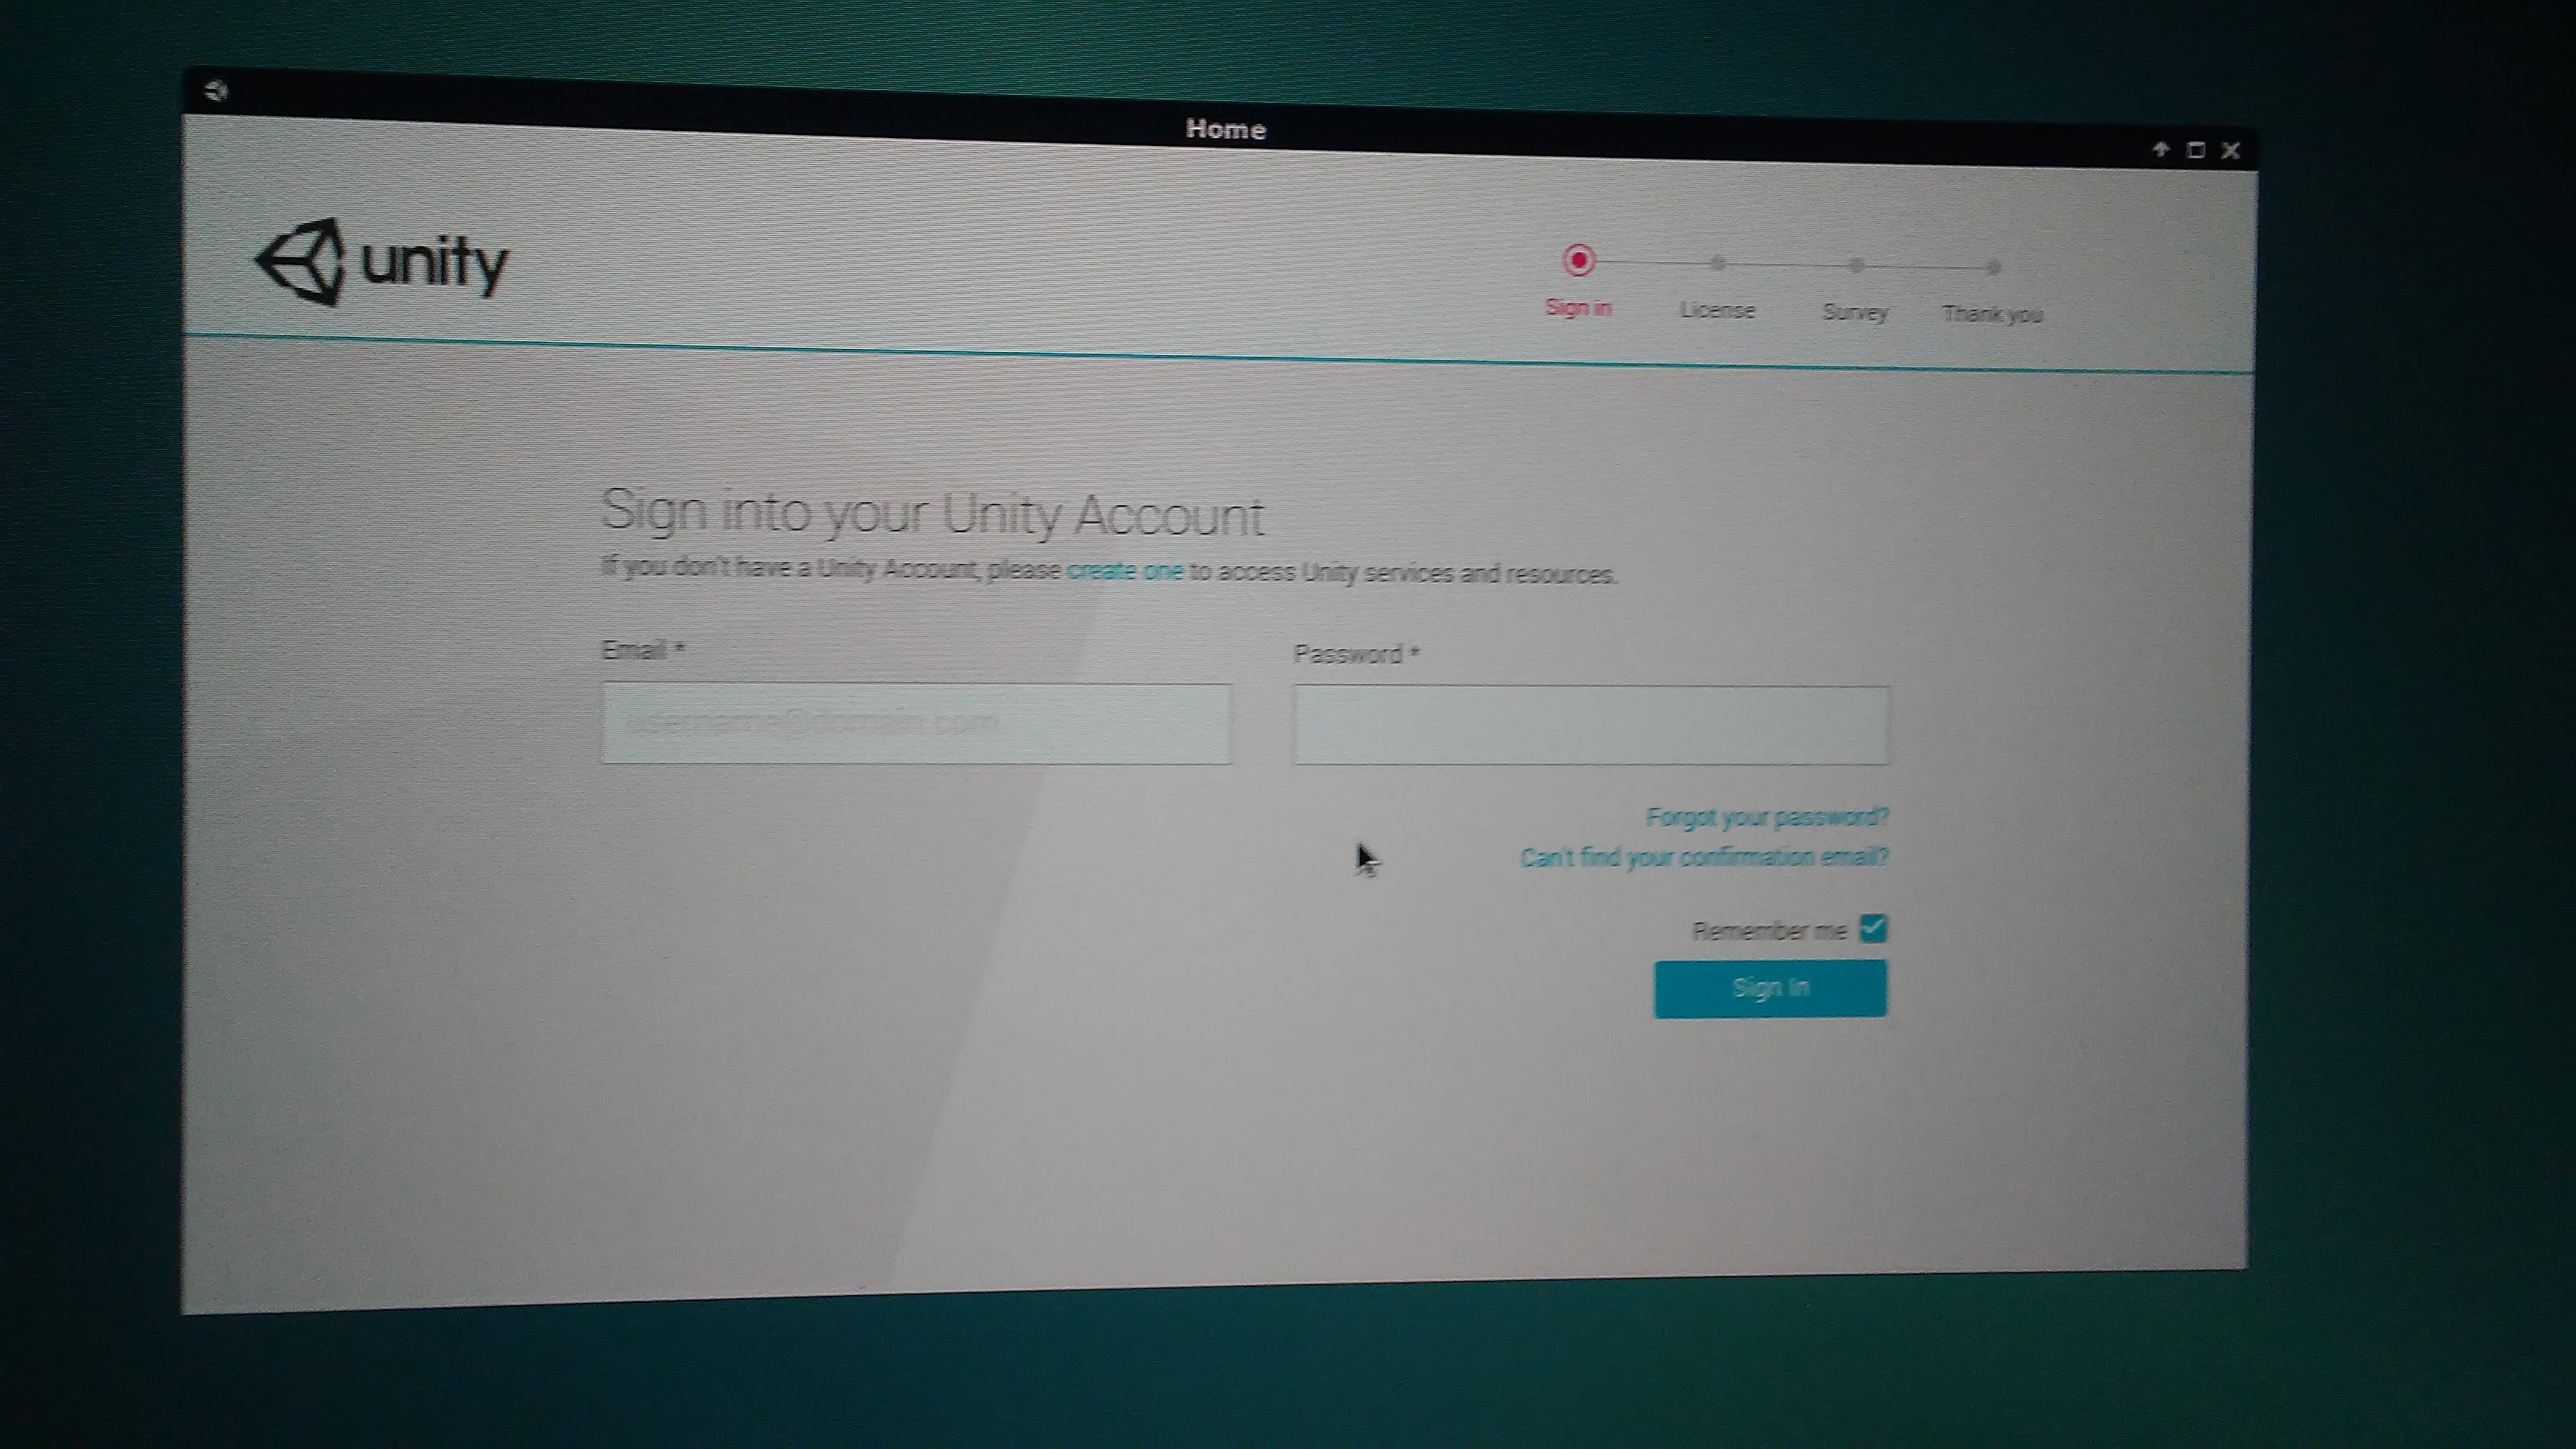 Home
unity
Sign in
License
Survey
Thank you
Sign into your Unity Account
If you don't have a Unity Account, please create one to access Unity services and resources.
Email *
Password *
username@domain.com
Forgot your password?
Can't find your confirmation email?
Remember me
Sign In